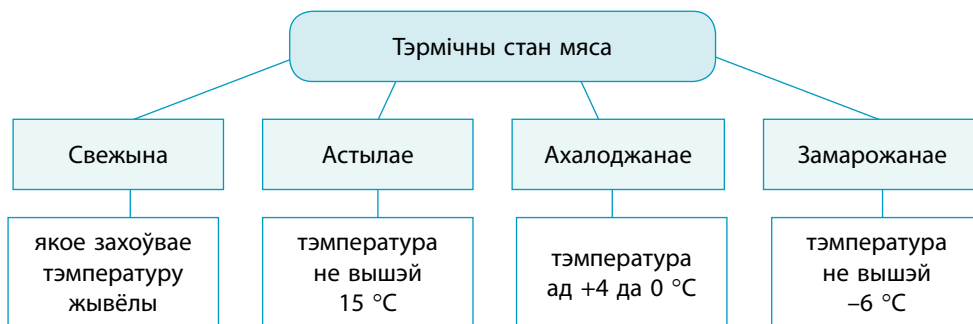 Тэрмічны стан мяса
Свежына
Астылае
Ахалоджанае
Замарожанае
якое захоўвае
тэмпературу
жывёлы
тэмпература
не вышэй
15 °C
тэмпература
ад +4 да 0 °C
тэмпература
не вышэй
–6 °C